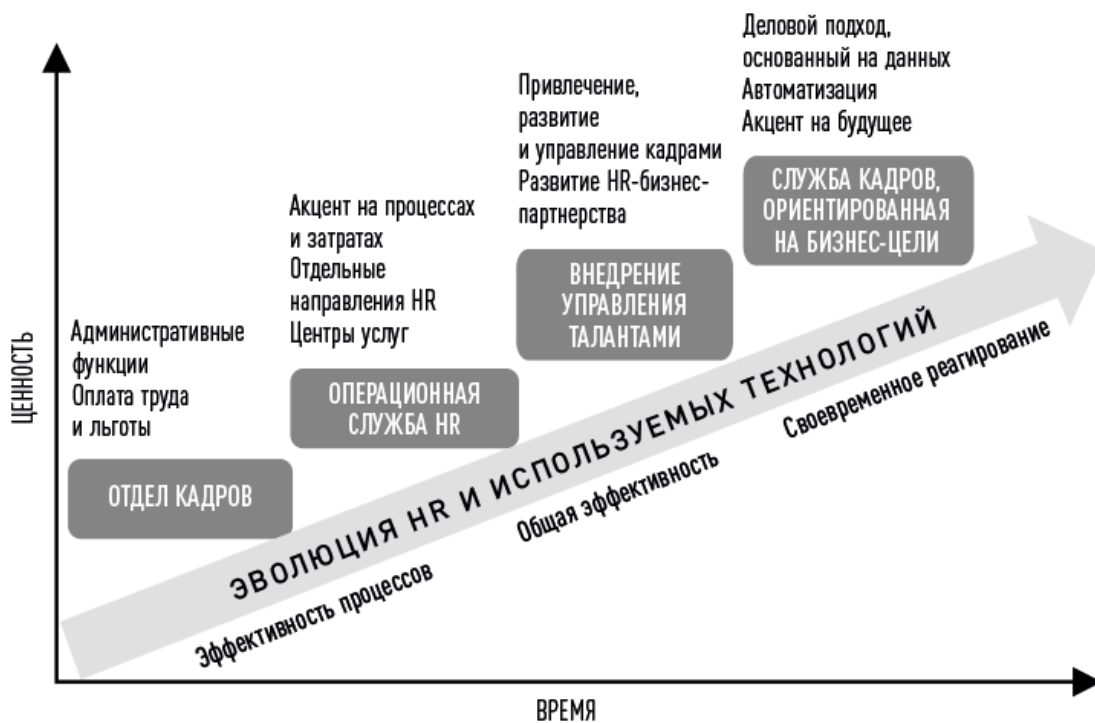 Деловой подход,
основанный на данных
Автоматизация
Акцент на будущее
СЛУЖБА КАДРОВ,
ОРИЕНТИРОВАННАЯ
НА БИЗНЕС-ЦЕЛИ
Привлечение,
развитие
и управление кадрами
Развитие HR-бизнес-
партнерства
ВНЕДРЕНИЕ
УПРАВЛЕНИЯ
ТАЛАНТАМИ
Акцент на процессах
и затратах
Отдельные
направления HR
Центры услуг
ОПЕРАЦИОННАЯ
СЛУЖБА HR
Административные
функции
Оплата труда
и льготы
ОТДЕЛ КАДРОВ
ЦЕННОСТЬ
ЭВОЛЮЦИЯ HR И ИСПОЛЬЗУЕМЫХ ТЕХНОЛОГИЙ
Эффективность процессов
Общая эффективность
Своевременное реагирование
ВРЕМЯ